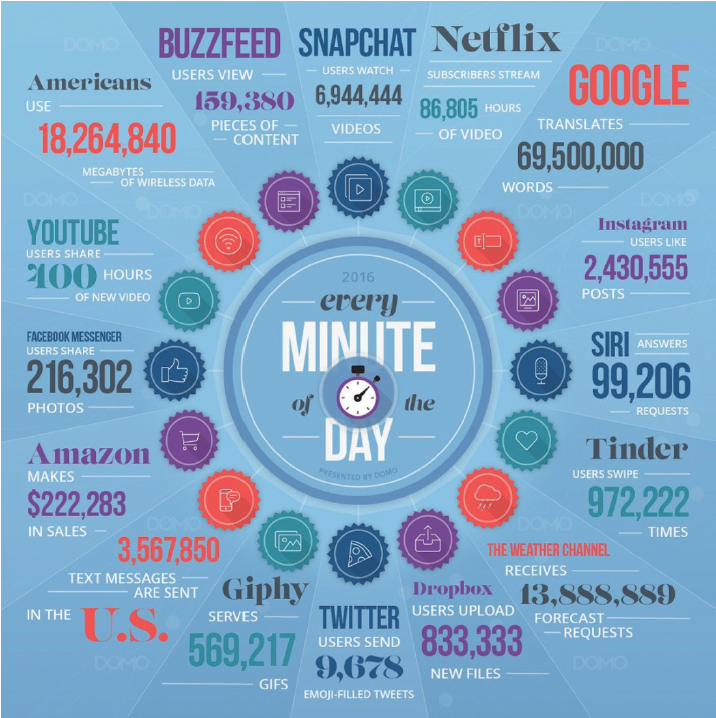 BUZZFEED
USERS VIEW
159,380
PIECES OF
CONTENT
SNAPCHAT
USERS WATCH
6,944,444
VIDEOS
Netflix
SUBSCRIBERS STREAM
86,805 HOURS
OF VIDEO
GOOGLE
TRANSLATES
69,500,000
WORDS
Americans
USE
18,264,840
MEGABYTES
OF WIRELESS DATA
Instagram
USERS LIKE
2,430,555
POSTS
YOUTUBE
USERS SHARE
400 HOURS
OF NEW VIDEO
2016
every
MINUTE
of the
DAY
PRESENTED BY DOMO
SIRI ANSWERS
99,206
REQUESTS
FACEBOOK MESSENGER
USERS SHARE
216,302
PHOTOS
Tinder
USERS SWIPE
972,222
TIMES
Amazon
MAKES
$222,283
IN SALES
THE WEATHER CHANNEL
RECEIVES
13,888,889
FORECAST
REQUESTS
3,567,850
TEXT MESSAGES
ARE SENT
IN THE U.S.
Giphy
SERVES
569,217
GIFS
TWITTER
USERS SEND
9,678
EMOJI-FILLED TWEETS
Dropbox
USERS UPLOAD
833,333
NEW FILES
DOMO
DOMO
DOMO
DOMO
DOMO
DOMO